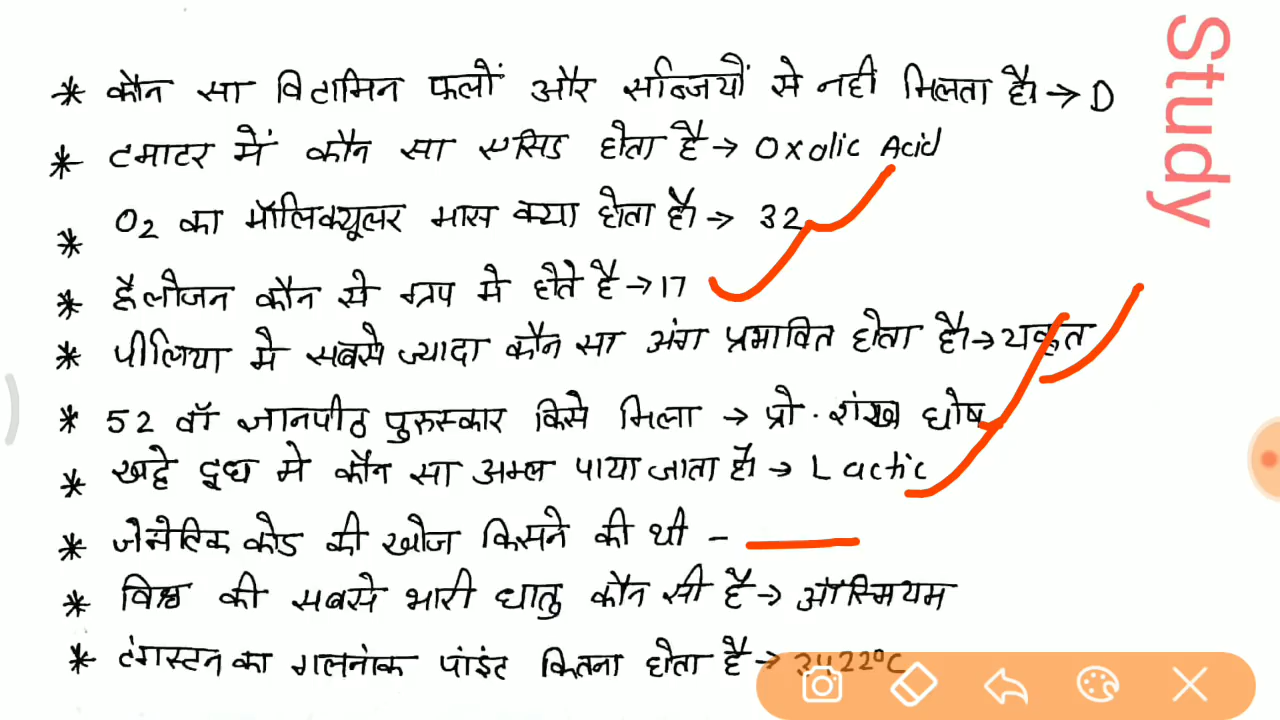 Study
* कौन सा विटामिन फलों और सब्जियों से नही मिलता है। → D
* टमाटर में कौन सा एसिड होता है → Oxalic Acid
* O2 का मॉलिक्यूलर मास क्या होता है। → 32
* हैलोजन कौन से ग्रुप मे होते है → 17
* पीलिया मे सबसे ज्यादा कौन सा अंग प्रभावित होता है। → यकृत
* 52 वॉ ज्ञानपीठ पुरुस्कार किसे मिला → प्रो. शंख घोष
* खट्टे दूध मे कौन सा अम्ल पाया जाता है। → Lactic
* जेनेटिक कोड की खोज किसने की थी -
* विश्व की सबसे भारी धातु कौन सी है → ऑस्मियम
* टंगस्टन का गलनांक पांइट कितना होता है → 3422°C